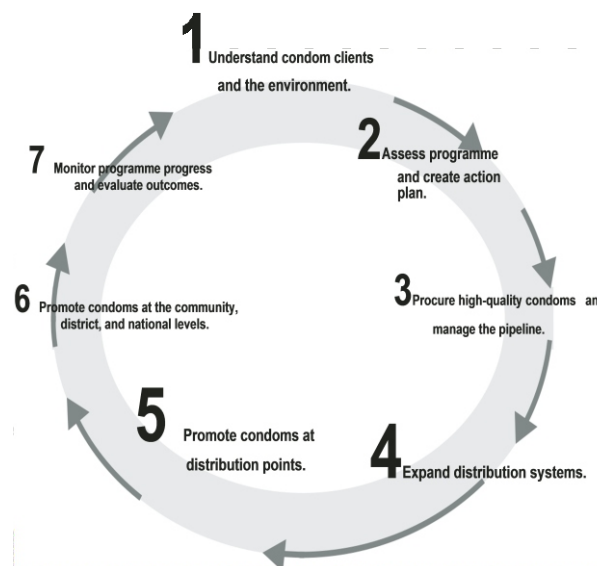 1 Understand condom clients
and the environment.
2 Assess programme
and create action
plan.
3 Procure high-quality condoms an
manage the pipeline.
4 Expand distribution systems.
5 Promote condoms at
distribution points.
6 Promote condoms at the community,
district, and national levels.
7 Monitor programme progress
and evaluate outcomes.